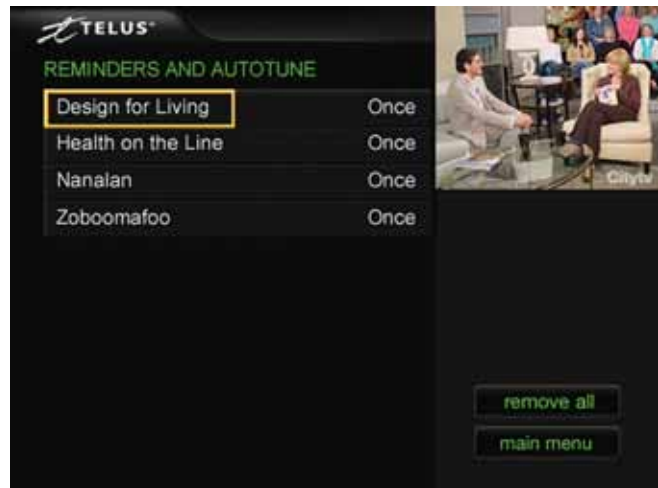 TELUS
REMINDERS AND AUTOTUNE
Design for Living Once
Health on the Line Once
Nanalan Once
Zoboomafoo Once
Citytv
remove all
main menu